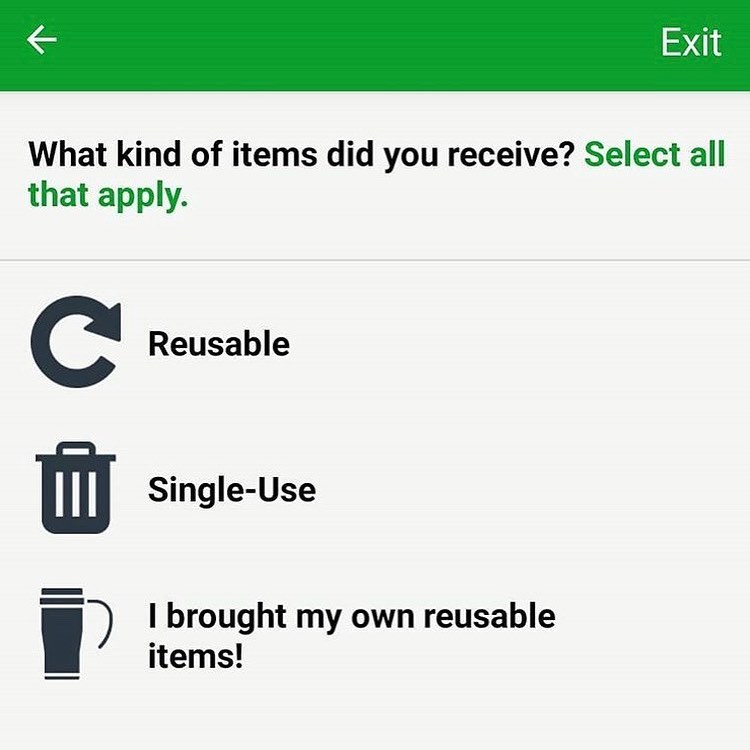 Exit
What kind of items did you receive? Select all
that apply.
Reusable
Single-Use
I brought my own reusable
items!